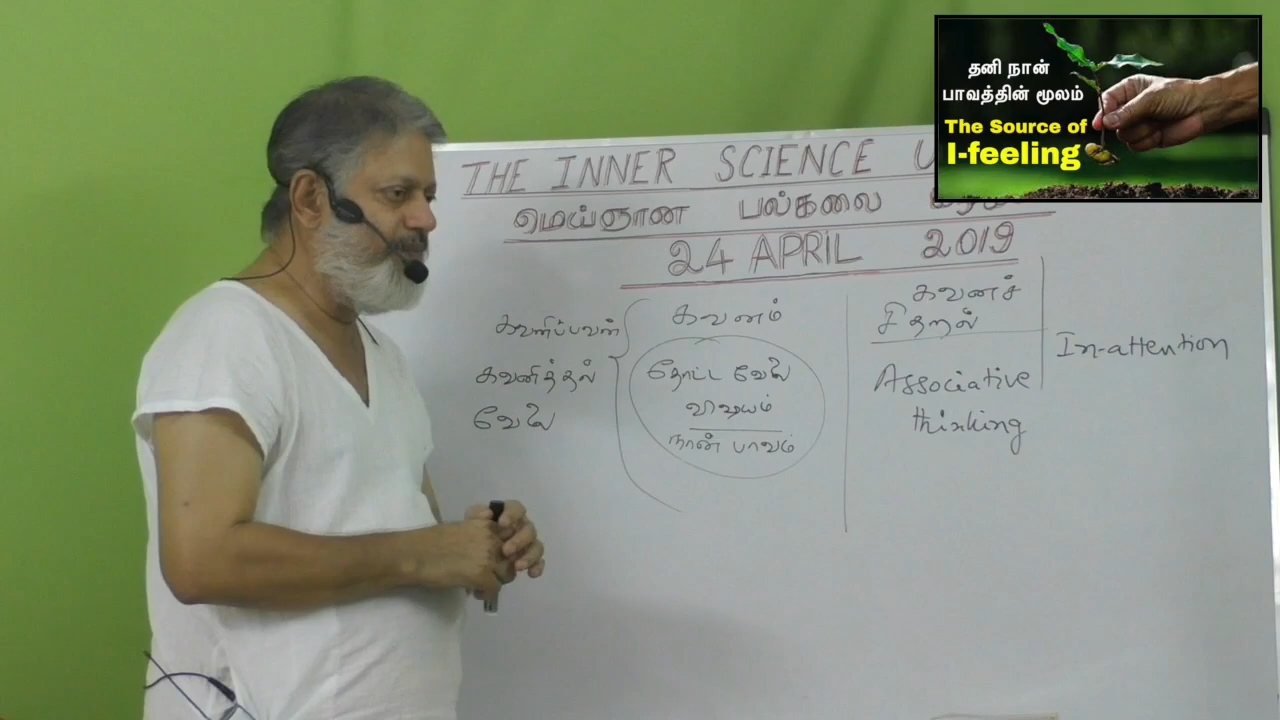 தனி நான்
பாவத்தின் மூலம்
The Source of
I-feeling
THE INNER SCIENCE U
மெய்ஞான பல்கலை
24 APRIL 2019
கவனிப்பவன்
கவனித்தல்
வேலை
கவனம்
தோட்ட வேலை
விஷயம்
நான் பாவம்
கவனச்
சிதறல்
Associative
thinking
In-attention